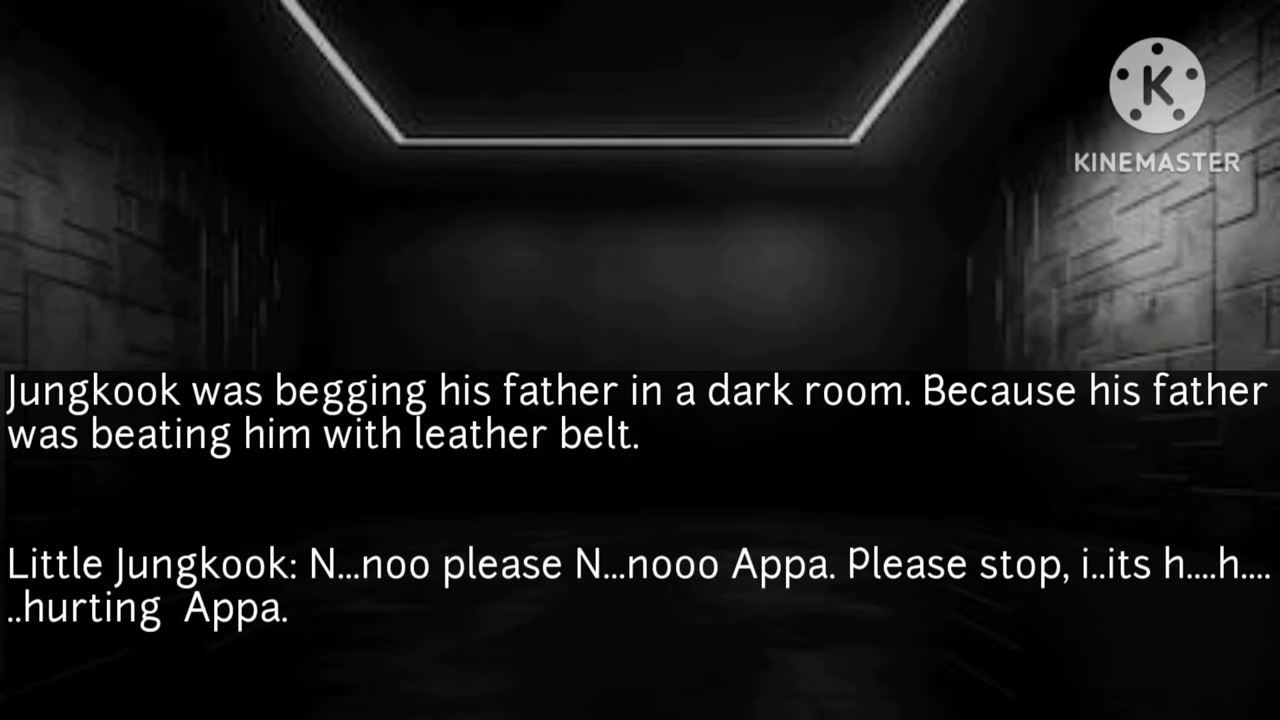 KINEMASTER
Jungkook was begging his father in a dark room. Because his father
was beating him with leather belt.
Little Jungkook: N...noo please N...nooo Appa. Please stop, i..its h....h....
..hurting Appa.